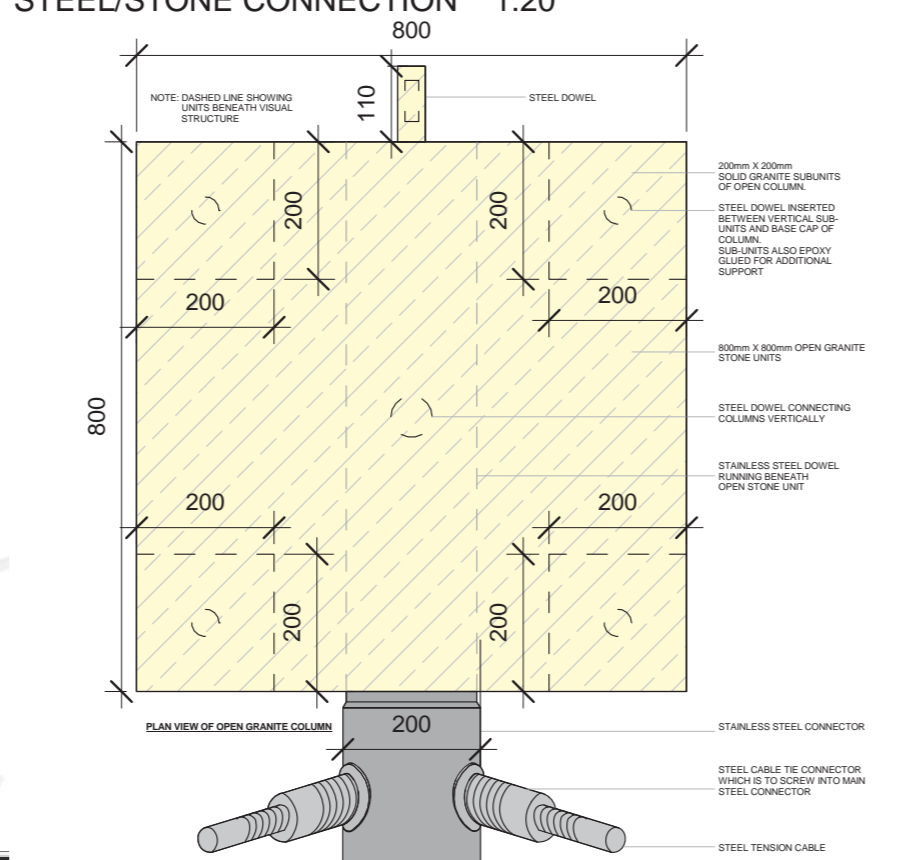 STEEL/STONE CONNECTION 1:20
800
NOTE: DASHED LINE SHOWING
UNITS BENEATH VISUAL
STRUCTURE
110
STEEL DOWEL
200mm X 200mm
SOLID GRANITE SUBUNITS
OF OPEN COLUMN.
200
200
STEEL DOWEL INSERTED
BETWEEN VERTICAL SUB-
UNITS AND BASE CAP OF
COLUMN.
SUB-UNITS ALSO EPOXY
GLUED FOR ADDITIONAL
SUPPORT
200
200
800mm X 800mm OPEN GRANITE
STONE UNITS
800
STEEL DOWEL CONNECTING
COLUMNS VERTICALLY
STAINLESS STEEL DOWEL
RUNNING BENEATH
OPEN STONE UNIT
200
200
200
200
PLAN VIEW OF OPEN GRANITE COLUMN
200
STAINLESS STEEL CONNECTOR
STEEL CABLE TIE CONNECTOR
WHICH IS TO SCREW INTO MAIN
STEEL CONNECTOR
STEEL TENSION CABLE